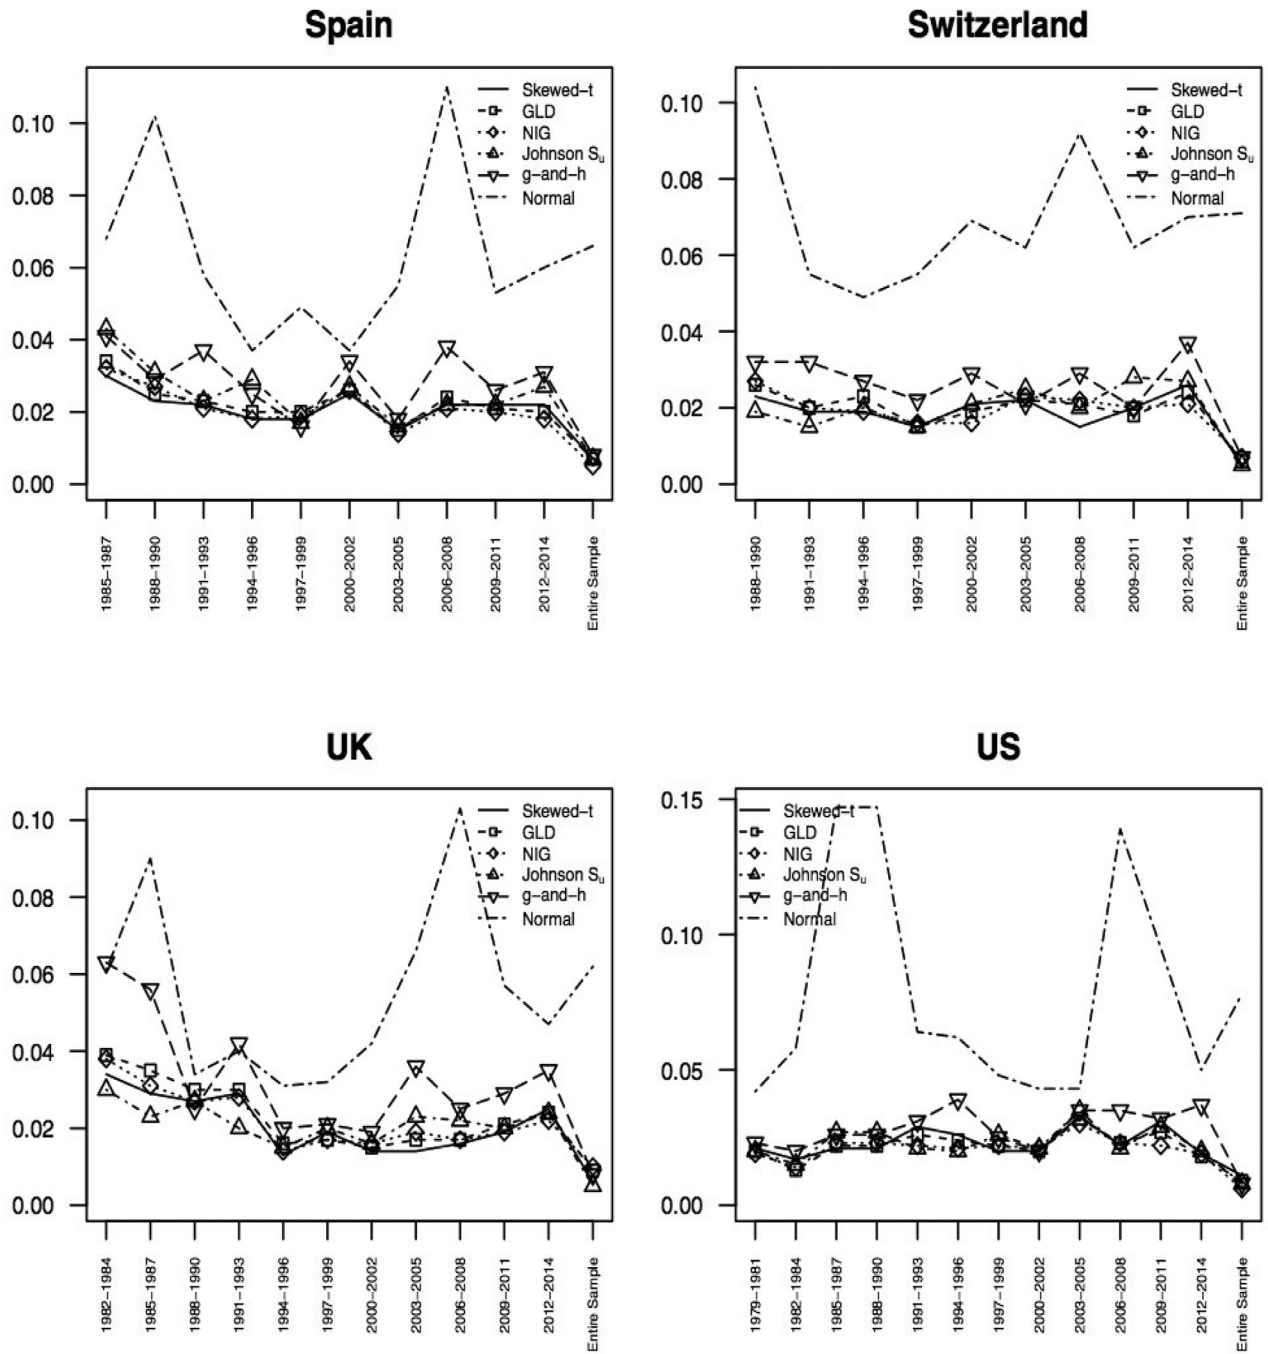 Spain
0.10
0.08
0.06
0.04
0.02
0.00
Skewed−t
GLD
NIG
Johnson Su
g−and−h
Normal
1985−1987
1988−1990
1991−1993
1994−1996
1997−1999
2000−2002
2003−2005
2006−2008
2009−2011
2012−2014
Entire Sample
Switzerland
0.10
0.08
0.06
0.04
0.02
0.00
Skewed−t
GLD
NIG
Johnson Su
g−and−h
Normal
1988−1990
1991−1993
1994−1996
1997−1999
2000−2002
2003−2005
2006−2008
2009−2011
2012−2014
Entire Sample
UK
0.10
0.08
0.06
0.04
0.02
0.00
Skewed−t
GLD
NIG
Johnson Su
g−and−h
Normal
1982−1984
1985−1987
1988−1990
1991−1993
1994−1996
1997−1999
2000−2002
2003−2005
2006−2008
2009−2011
2012−2014
Entire Sample
US
0.15
0.10
0.05
0.00
Skewed−t
GLD
NIG
Johnson Su
g−and−h
Normal
1979−1981
1982−1984
1985−1987
1988−1990
1991−1993
1994−1996
1997−1999
2000−2002
2003−2005
2006−2008
2009−2011
2012−2014
Entire Sample